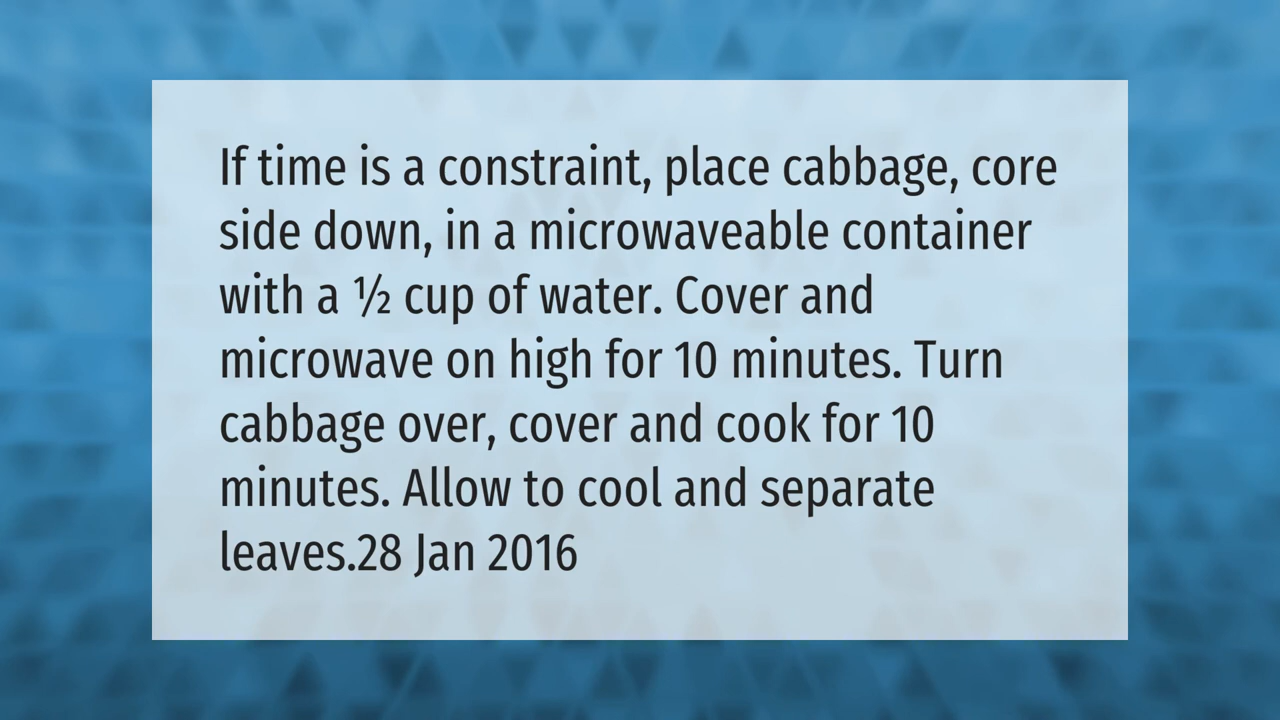 If time is a constraint, place cabbage, core
side down, in a microwaveable container
with a ½ cup of water. Cover and
microwave on high for 10 minutes. Turn
cabbage over, cover and cook for 10
minutes. Allow to cool and separate
leaves.28 Jan 2016